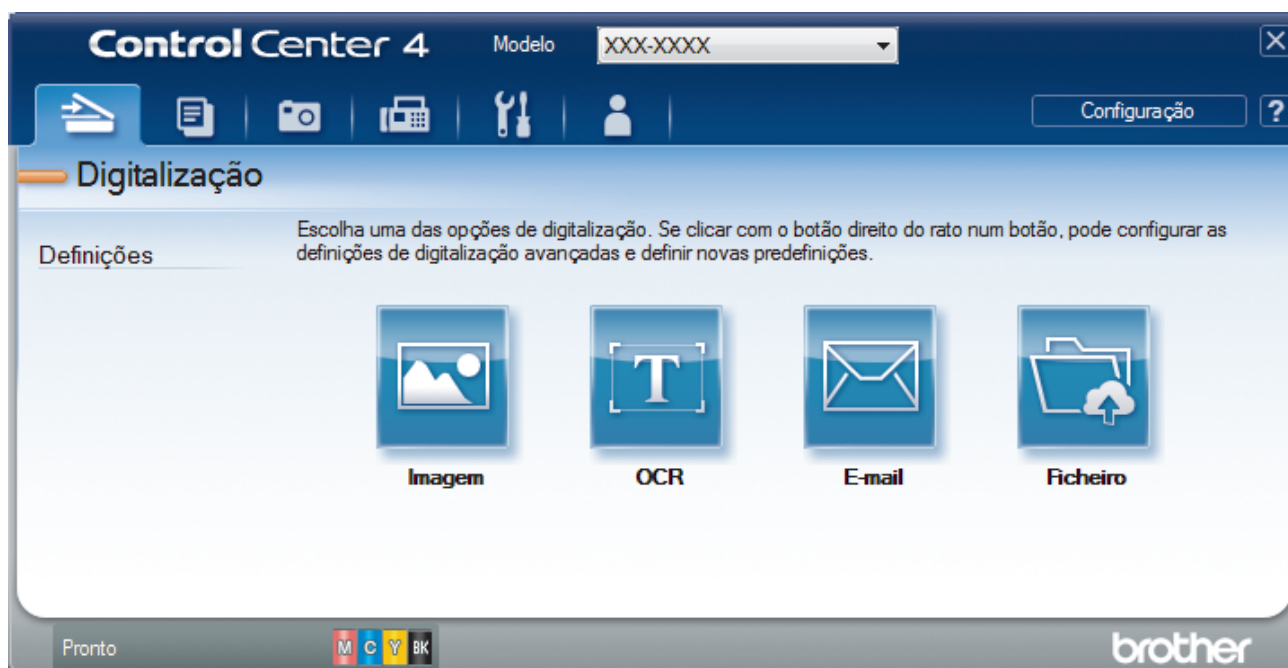 Control Center 4
Modelo
XXX-XXXX
Configuração
?
Digitalização
Definições
Escolha uma das opções de digitalização. Se clicar com o botão direito do rato num botão, pode configurar as
definições de digitalização avançadas e definir novas predefinições.
T
Imagem
OCR
E-mail
Ficheiro
Pronto
M C Y BK
brother